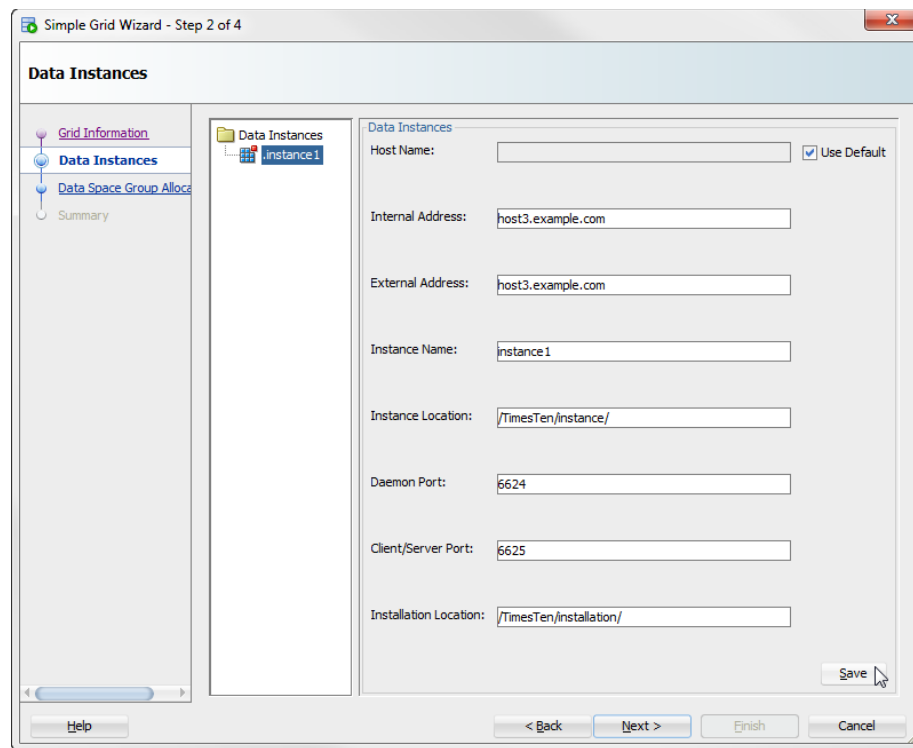 Simple Grid Wizard - Step 2 of 4
Data Instances
Grid Information
Data Instances
Data Space Group Alloca
Summary
Data Instances
.instance1
Data Instances
Host Name:
Use Default
Internal Address:
host3.example.com
External Address:
host3.example.com
Instance Name:
instance1
Instance Location:
/TimesTen/instance/
Daemon Port:
6624
Client/Server Port:
6625
Installation Location:
/TimesTen/installation/
Save
Help
< Back
Next >
Finish
Cancel